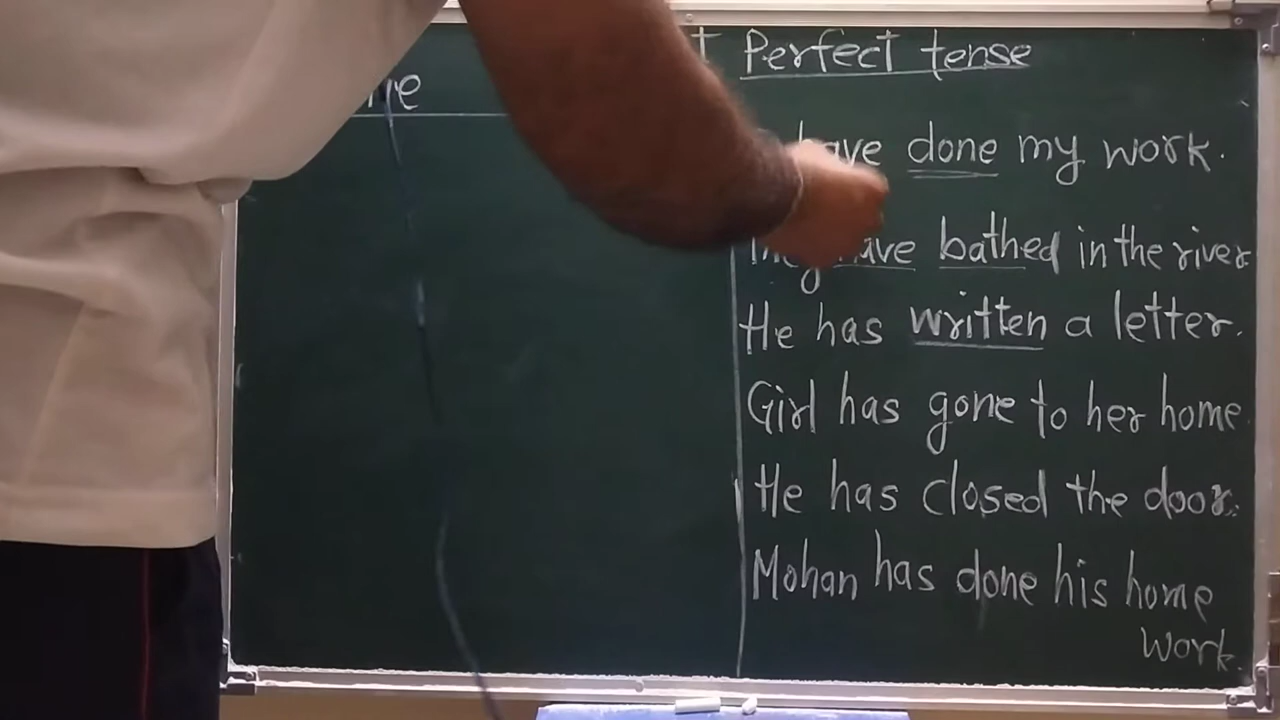 Perfect tense
have done my work.
They have bathed in the river
He has written a letter.
Girl has gone to her home.
He has closed the door.
Mohan has done his home
work.